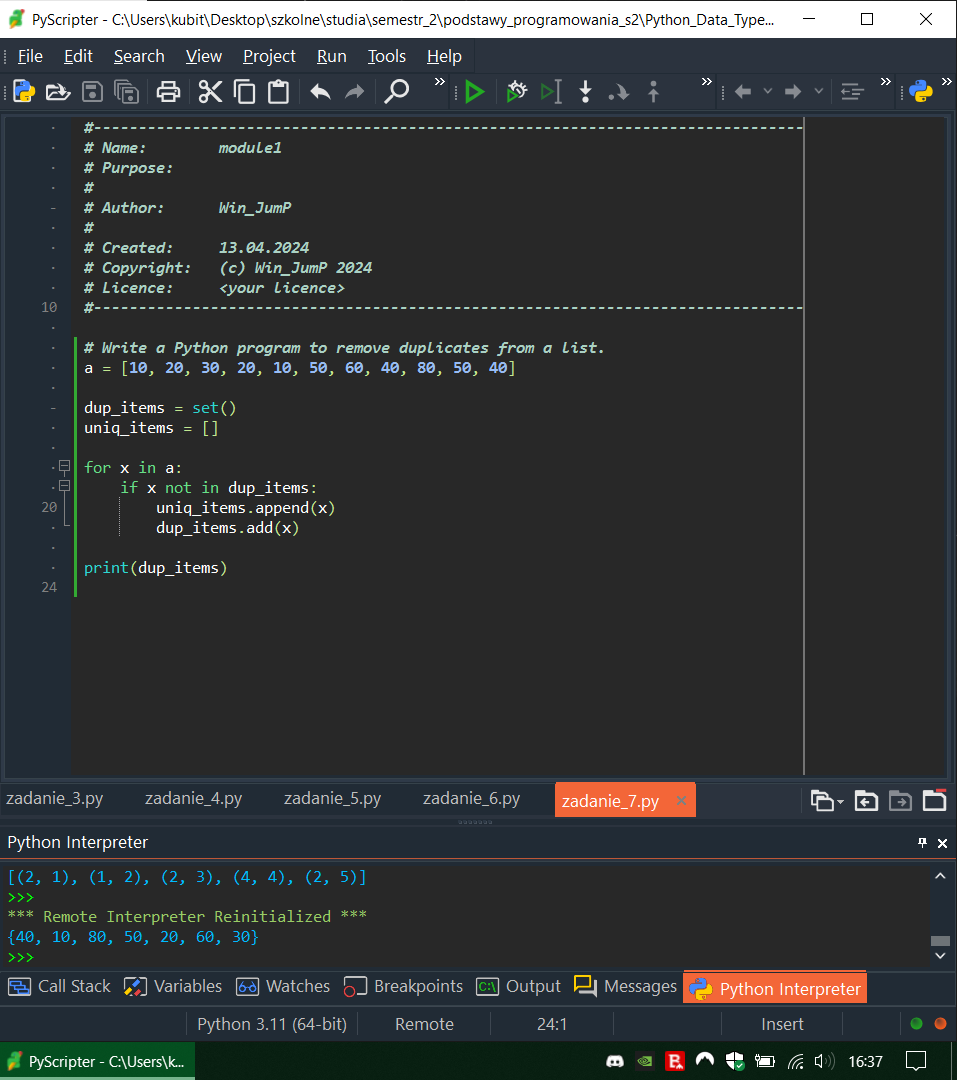 PyScripter - C:\Users\kubit\Desktop\szkolne\studia\semestr_2\podstawy_programowania_s2\Python_Data_Type...
File Edit Search View Project Run Tools Help
#-------------------------------------------------------------------------------
# Name:        module1
# Purpose:
#
# Author:      Win_JumP
#
# Created:     13.04.2024
# Copyright:   (c) Win_JumP 2024
# Licence:     <your licence>
10 #-------------------------------------------------------------------------------
# Write a Python program to remove duplicates from a list.
a = [10, 20, 30, 20, 10, 50, 60, 40, 80, 50, 40]
dup_items = set()
uniq_items = []
for x in a:
    if x not in dup_items:
20         uniq_items.append(x)
        dup_items.add(x)
print(dup_items)
24
zadanie_3.py zadanie_4.py zadanie_5.py zadanie_6.py zadanie_7.py
Python Interpreter
[(2, 1), (1, 2), (2, 3), (4, 4), (2, 5)]
>>>
*** Remote Interpreter Reinitialized ***
{40, 10, 80, 50, 20, 60, 30}
>>>
Call Stack Variables Watches Breakpoints Output Messages Python Interpreter
Python 3.11 (64-bit) Remote 24:1 Insert
PyScripter - C:\Users\k... 16:37